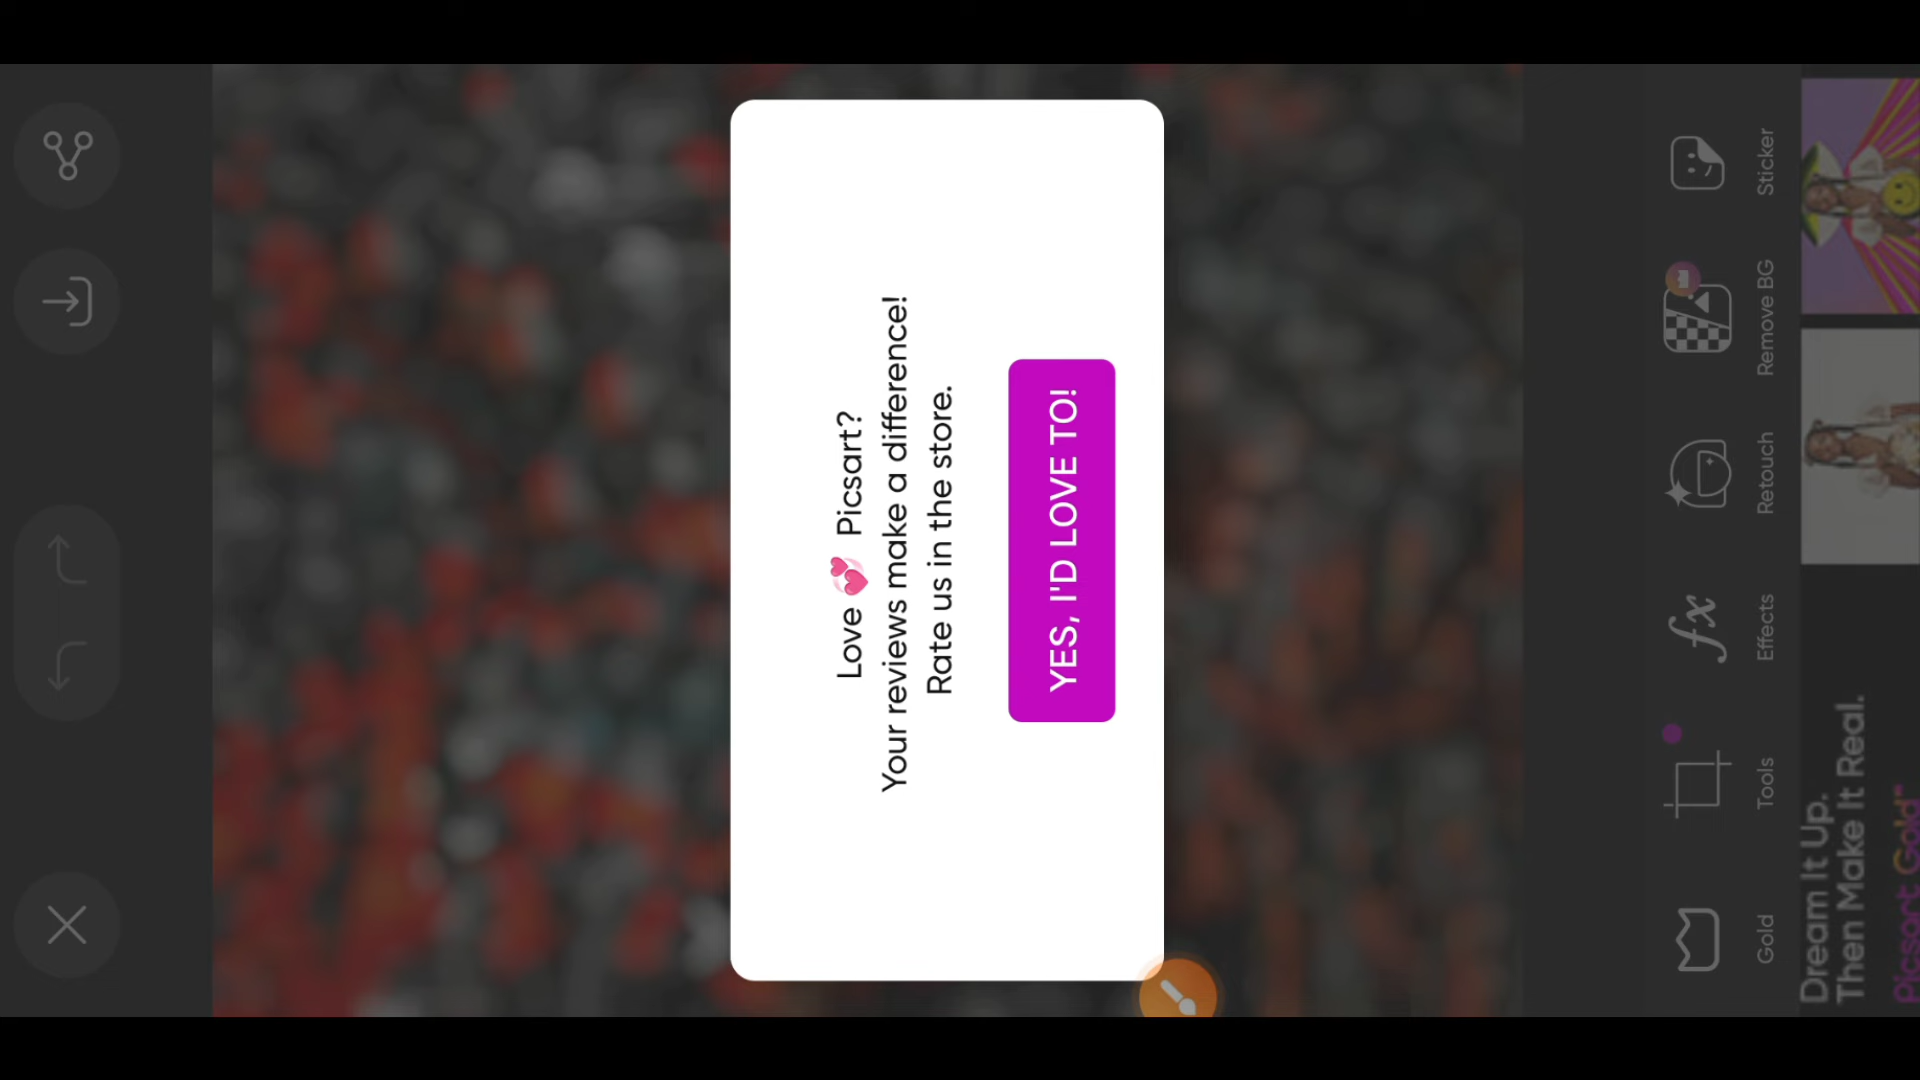 Love 💞 Picsart?
Your reviews make a difference!
Rate us in the store.
YES, I'D LOVE TO!
Gold
Tools
Effects
Retouch
Remove BG
Sticker
Dream It Up.
Then Make It Real.
Picsart Gold